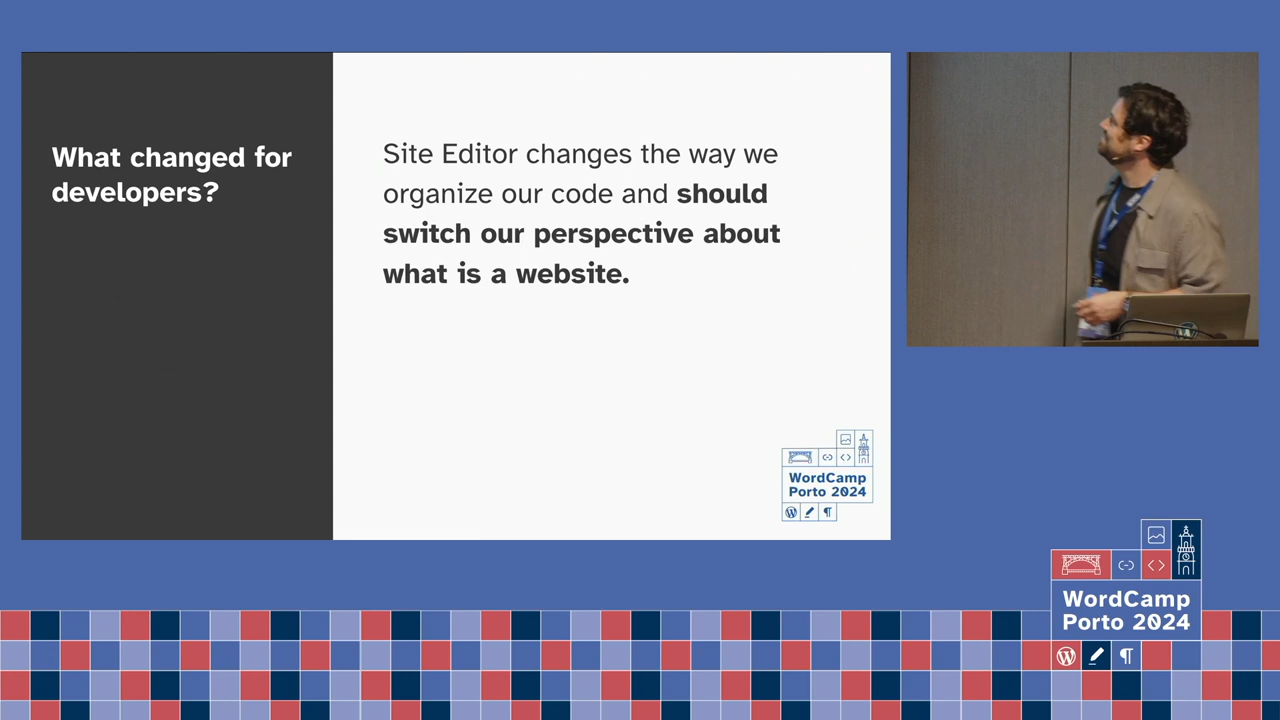 What changed for
developers?
Site Editor changes the way we
organize our code and should
switch our perspective about
what is a website.
WordCamp
Porto 2024
WordCamp
Porto 2024